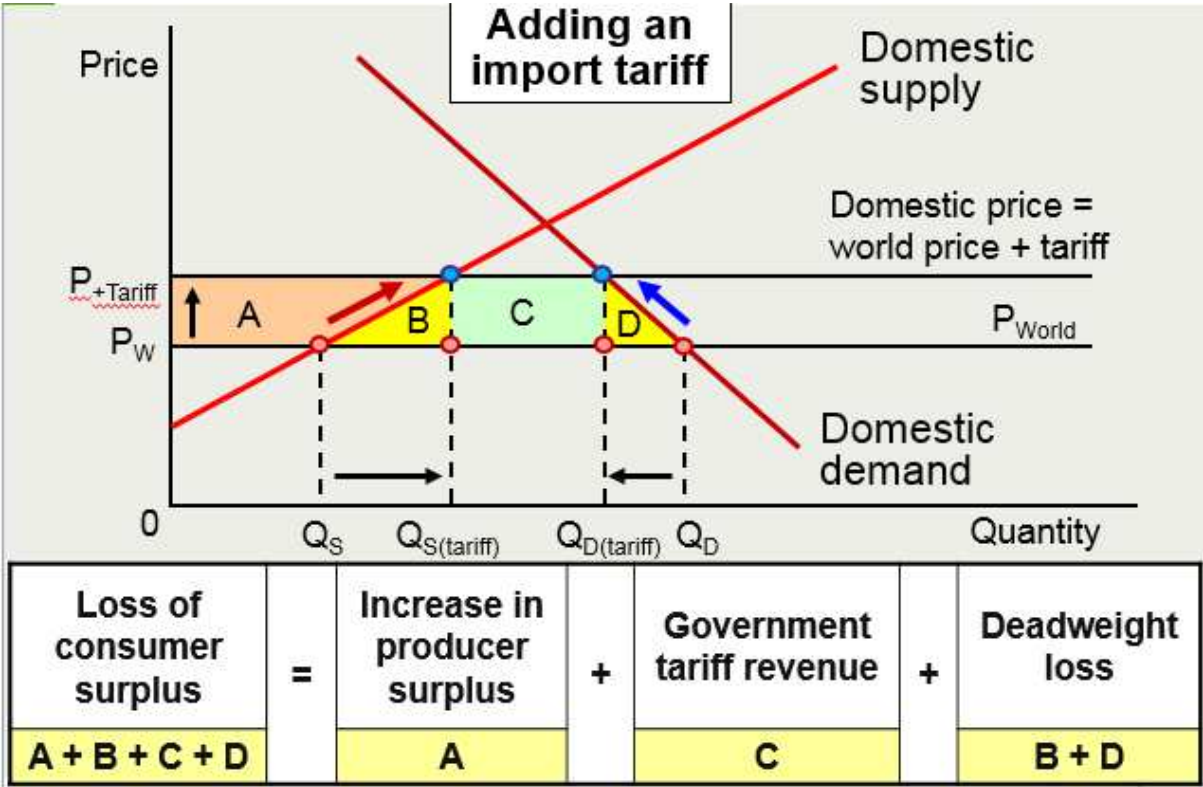 Adding an
import tariff
Price
Domestic
supply
Domestic price =
world price + tariff
P+Tariff
A
B
C
D
PW
PWorld
Domestic
demand
0
QS
QS(tariff)
QD(tariff)
QD
Quantity
Loss of
consumer
surplus
=
Increase in
producer
surplus
+
Government
tariff revenue
+
Deadweight
loss
A + B + C + D
A
C
B + D